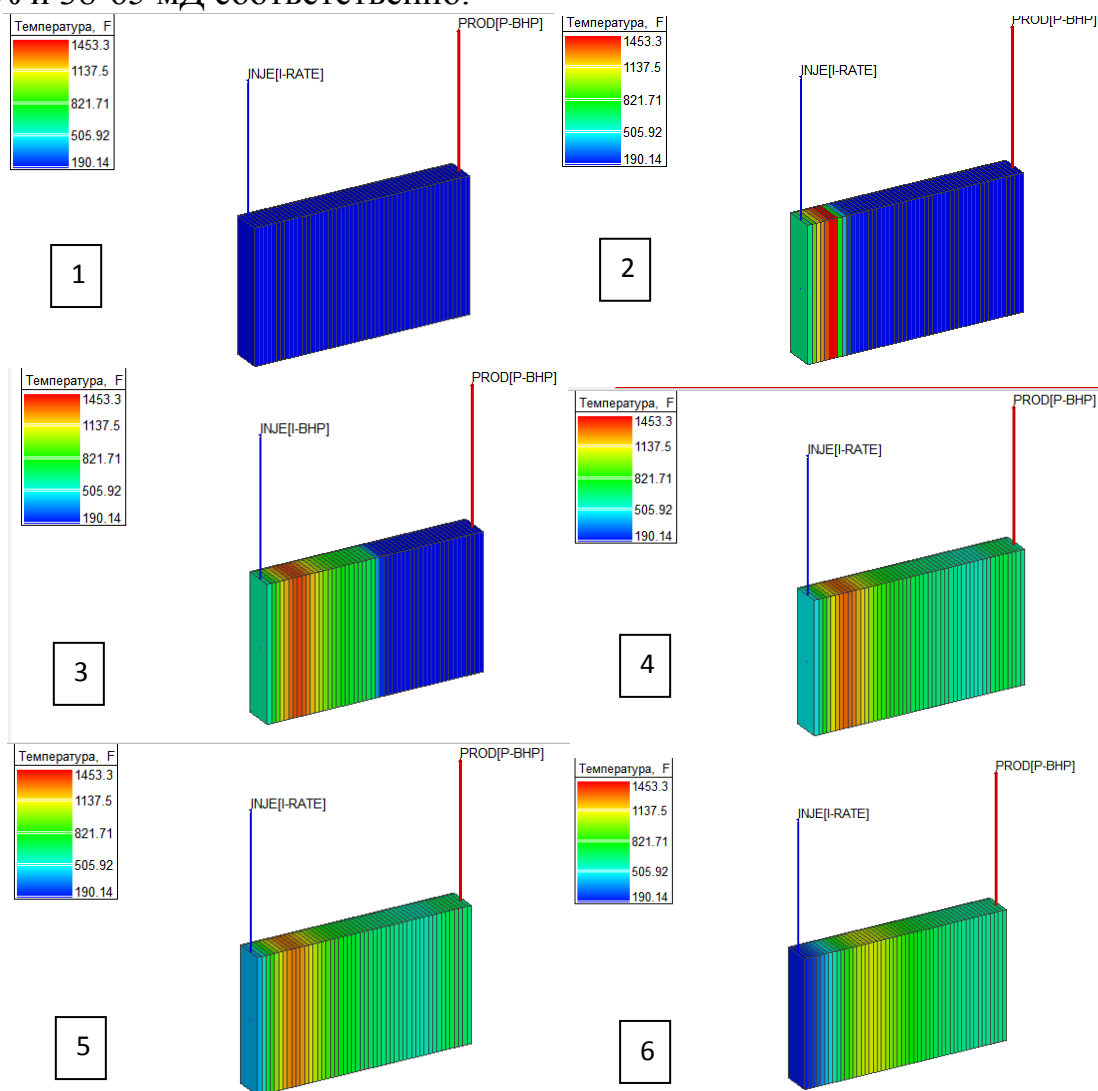 и 38-65 мД соответственно.
Температура, F
1453.3
1137.5
821.71
505.92
190.14
INJE[I-RATE]
PROD[P-BHP]
1
Температура, F
1453.3
1137.5
821.71
505.92
190.14
INJE[I-RATE]
PROD[P-BHP]
2
Температура, F
1453.3
1137.5
821.71
505.92
190.14
INJE[I-BHP]
PROD[P-BHP]
3
Температура, F
1453.3
1137.5
821.71
505.92
190.14
INJE[I-RATE]
PROD[P-BHP]
4
Температура, F
1453.3
1137.5
821.71
505.92
190.14
INJE[I-RATE]
PROD[P-BHP]
5
Температура, F
1453.3
1137.5
821.71
505.92
190.14
INJE[I-RATE]
PROD[P-BHP]
6